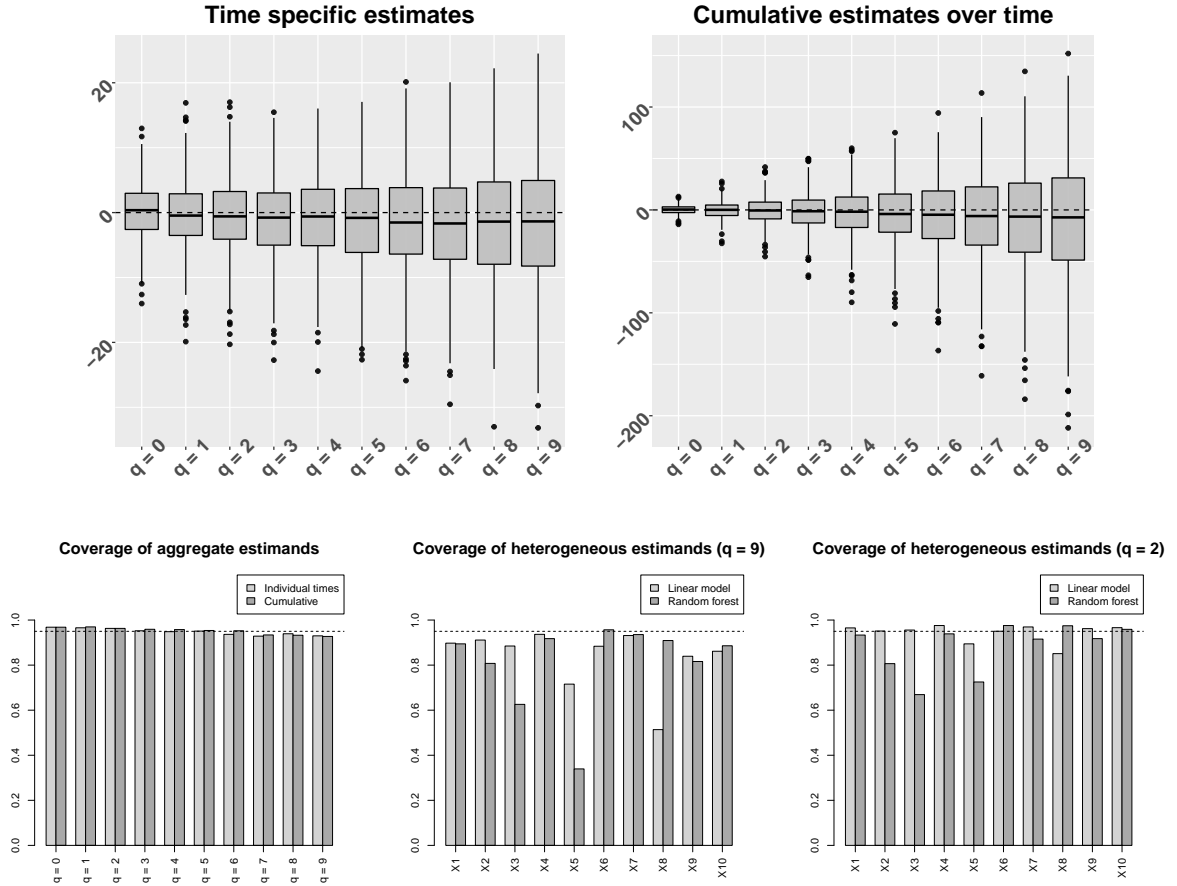 Time specific estimates
20
0
−20
q = 0
q = 1
q = 2
q = 3
q = 4
q = 5
q = 6
q = 7
q = 8
q = 9
Cumulative estimates over time
100
0
−100
−200
q = 0
q = 1
q = 2
q = 3
q = 4
q = 5
q = 6
q = 7
q = 8
q = 9
Coverage of aggregate estimands
Individual times
Cumulative
1.0
0.8
0.6
0.4
0.2
0.0
q = 0
q = 1
q = 2
q = 3
q = 4
q = 5
q = 6
q = 7
q = 8
q = 9
Coverage of heterogeneous estimands (q = 9)
Linear model
Random forest
1.0
0.8
0.6
0.4
0.2
0.0
X1
X2
X3
X4
X5
X6
X7
X8
X9
X10
Coverage of heterogeneous estimands (q = 2)
Linear model
Random forest
1.0
0.8
0.6
0.4
0.2
0.0
X1
X2
X3
X4
X5
X6
X7
X8
X9
X10